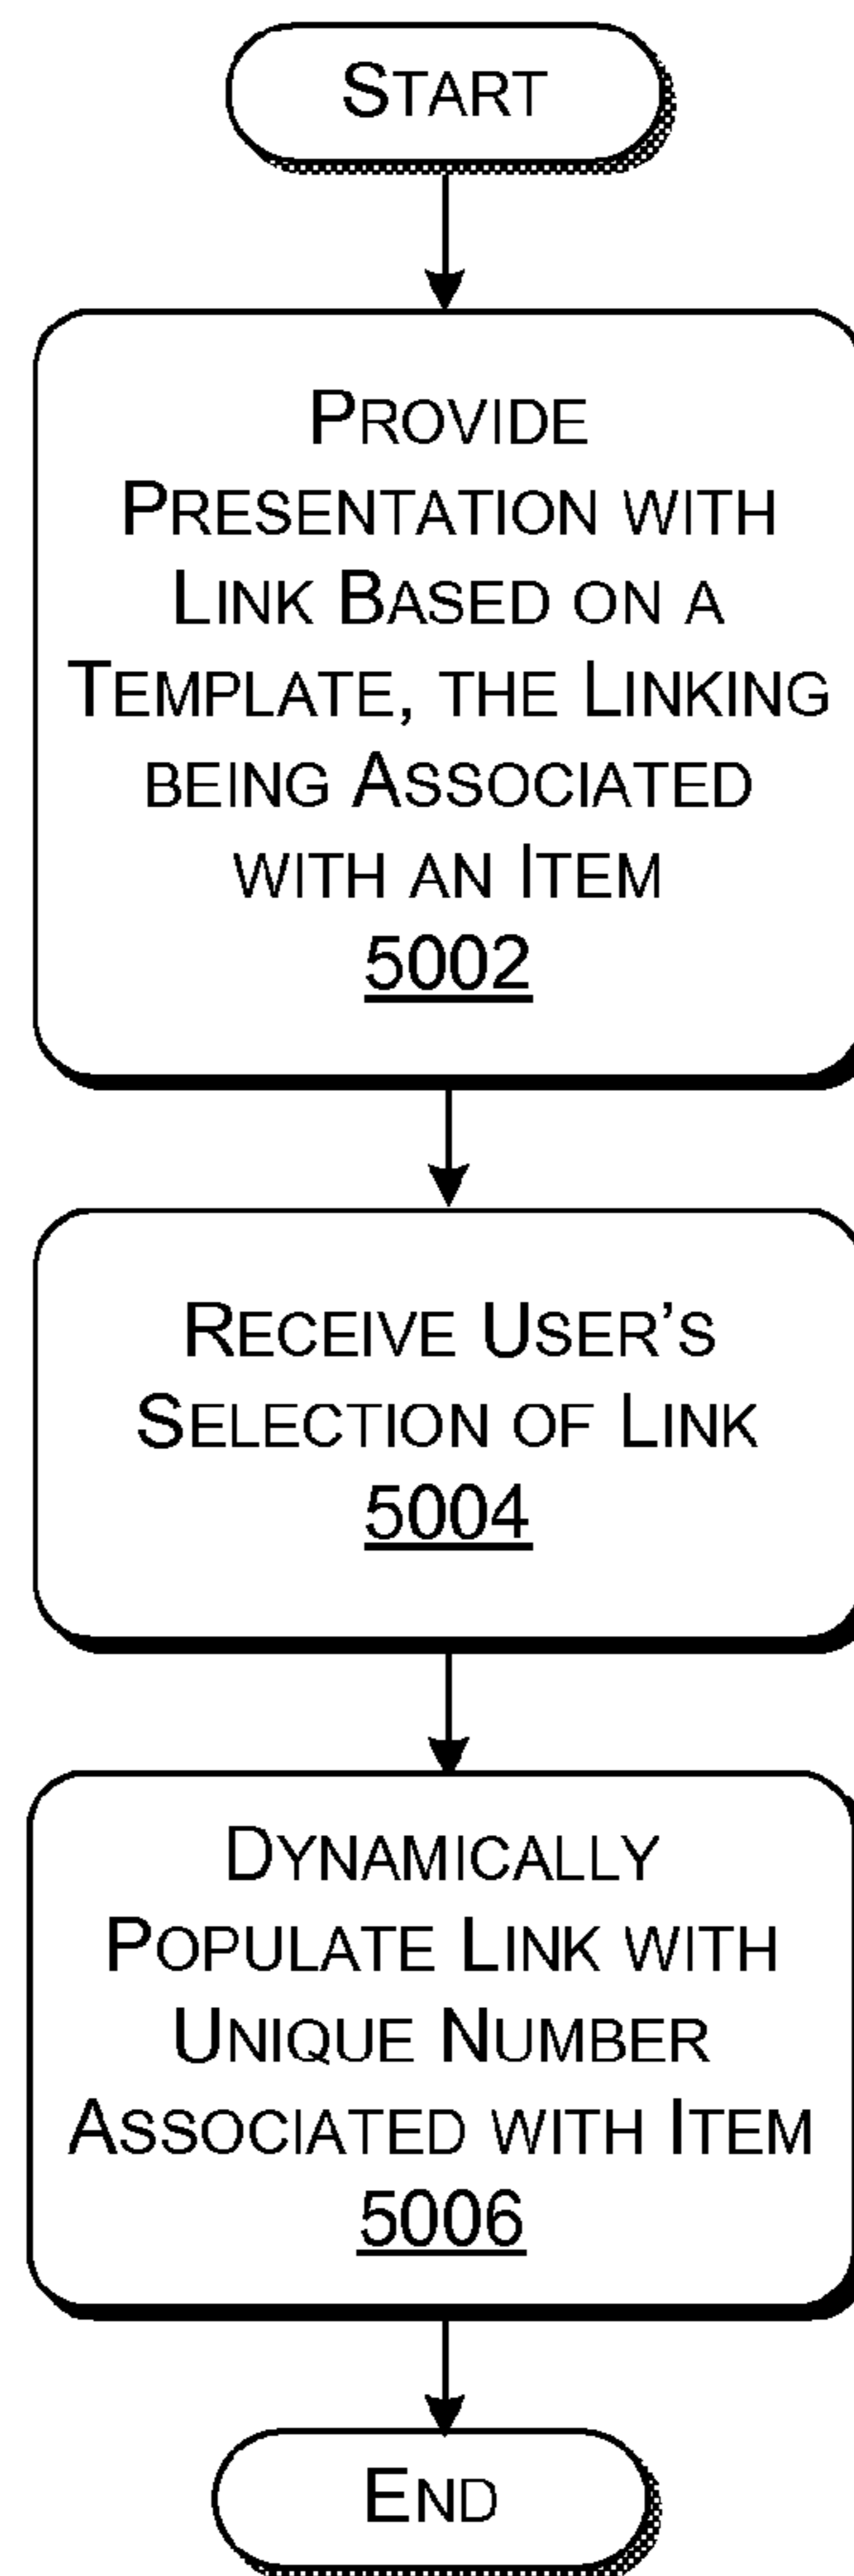 START
PROVIDE
PRESENTATION WITH
LINK BASED ON A
TEMPLATE, THE LINKING
BEING ASSOCIATED
WITH AN ITEM
5002
RECEIVE USER'S
SELECTION OF LINK
5004
DYNAMICALLY
POPULATE LINK WITH
UNIQUE NUMBER
ASSOCIATED WITH ITEM
5006
END